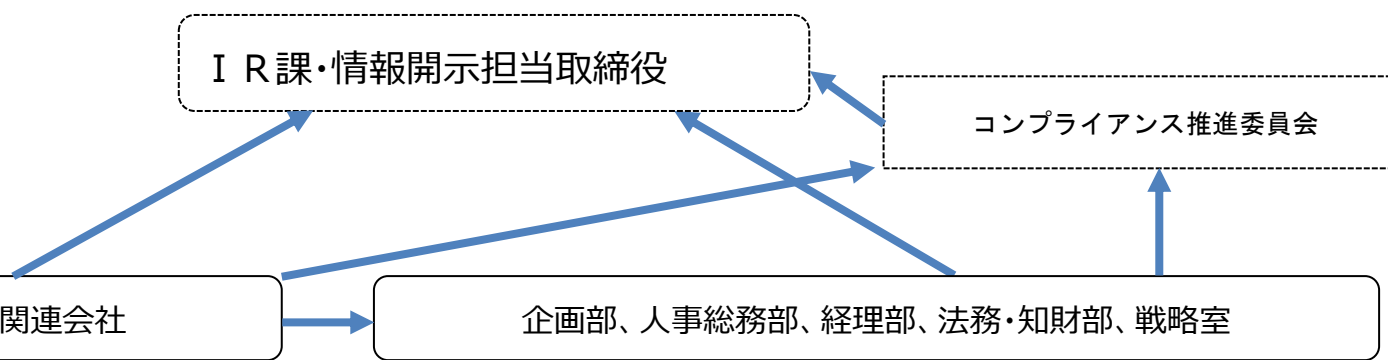 ＩＲ課・情報開示担当取締役
コンプライアンス推進委員会
関連会社
企画部、人事総務部、経理部、法務・知財部、戦略室